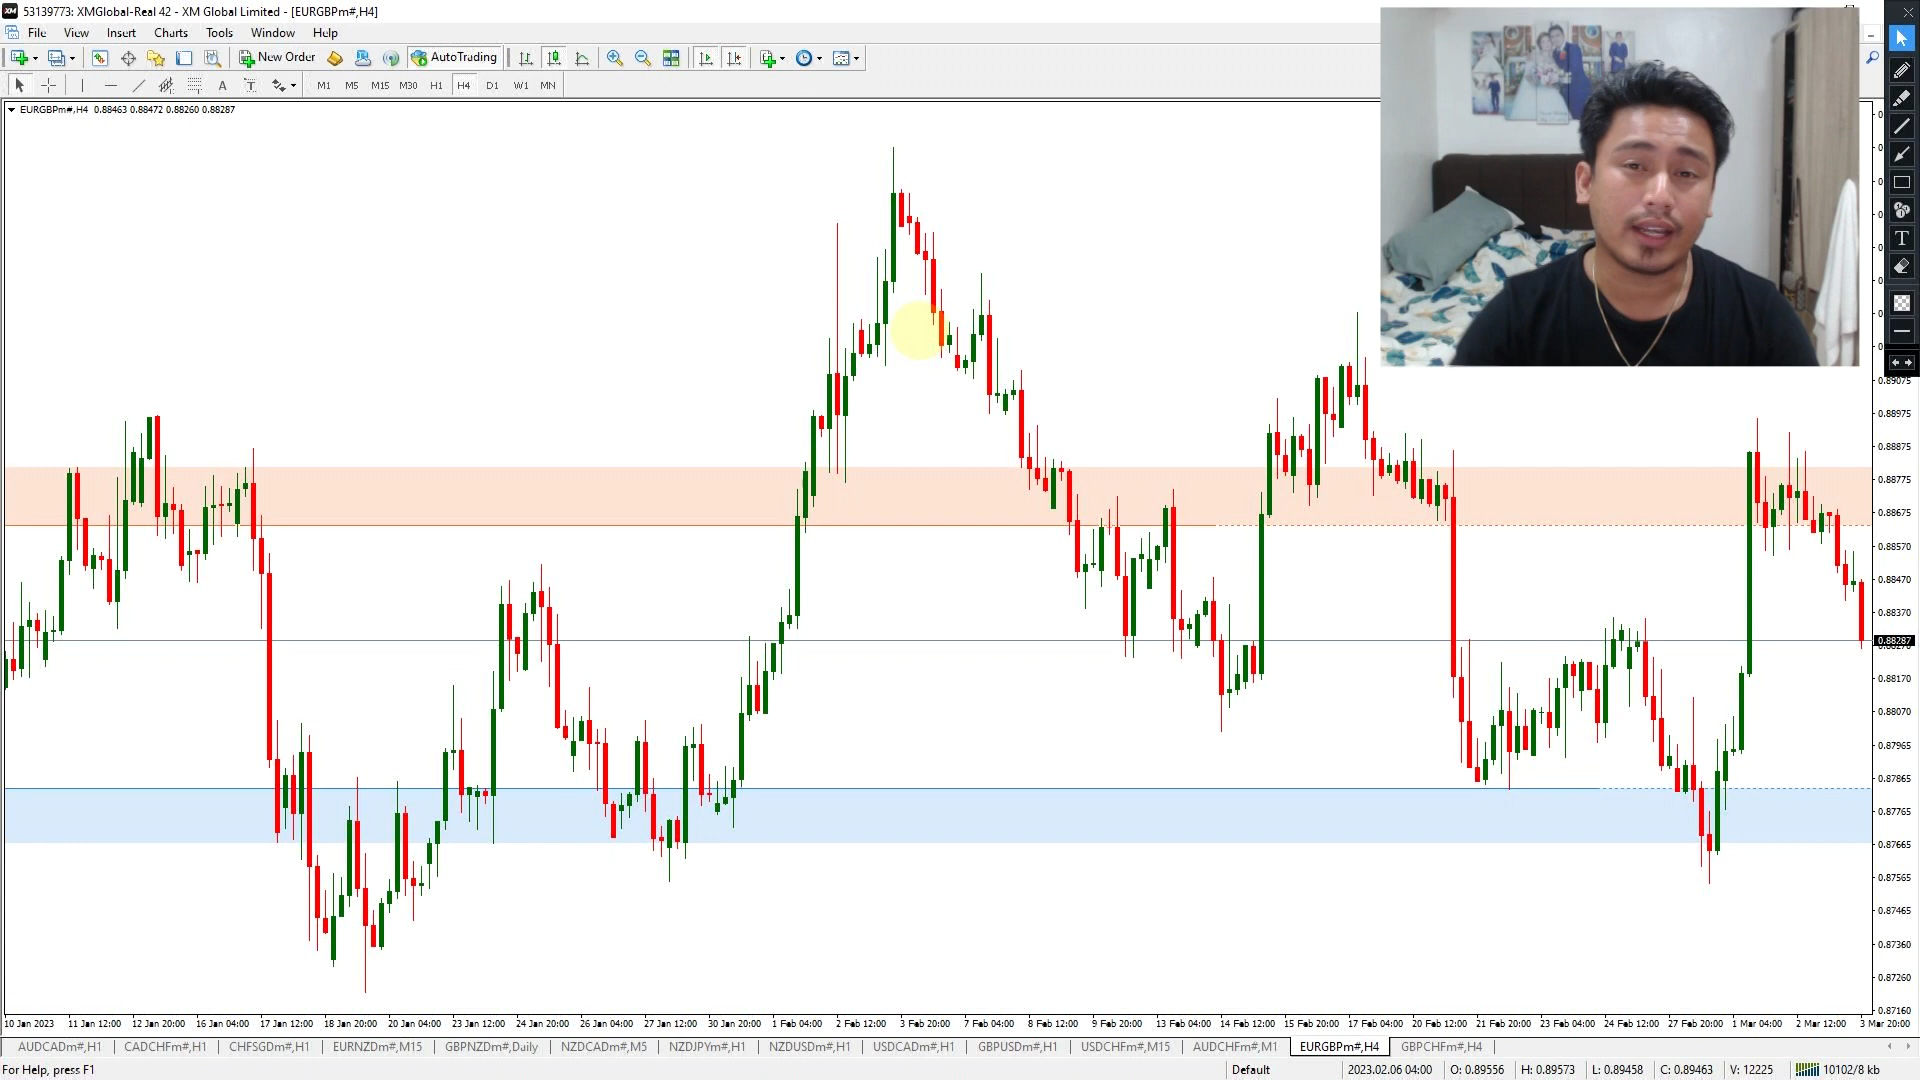 53139773: XMGlobal-Real 42 - XM Global Limited - [EURGBPm#,H4]
File View Insert Charts Tools Window Help
New Order AutoTrading
A T M1 M5 M15 M30 H1 H4 D1 W1 MN
EURGBPm#,H4 0.88463 0.88472 0.88260 0.88287
T
0.89075
0.88975
0.88875
0.88775
0.88675
0.88570
0.88470
0.88370
0.88287
0.88170
0.88070
0.87965
0.87865
0.87765
0.87665
0.87565
0.87465
0.87360
0.87260
0.87160
10 Jan 2023 11 Jan 12:00 12 Jan 20:00 16 Jan 04:00 17 Jan 12:00 18 Jan 20:00 20 Jan 04:00 23 Jan 12:00 24 Jan 20:00 26 Jan 04:00 27 Jan 12:00 30 Jan 20:00 1 Feb 04:00 2 Feb 12:00 3 Feb 20:00 7 Feb 04:00 8 Feb 12:00 9 Feb 20:00 13 Feb 04:00 14 Feb 12:00 15 Feb 20:00 17 Feb 04:00 20 Feb 12:00 21 Feb 20:00 23 Feb 04:00 24 Feb 12:00 27 Feb 20:00 1 Mar 04:00 2 Mar 12:00 3 Mar 20:00
AUDCADm#,H1 CADCHFm#,H1 CHFSGDm#,H1 EURNZDm#,M15 GBPNZDm#,Daily NZDCADm#,M5 NZDJPYm#,H1 NZDUSDm#,H1 USDCADm#,H1 GBPUSDm#,H1 USDCHFm#,M15 AUDCHFm#,M1 EURGBPm#,H4 GBPCHFm#,H4
For Help, press F1 Default 2023.02.06 04:00 O: 0.89556 H: 0.89573 L: 0.89458 C: 0.89463 V: 12225 10102/8 kb